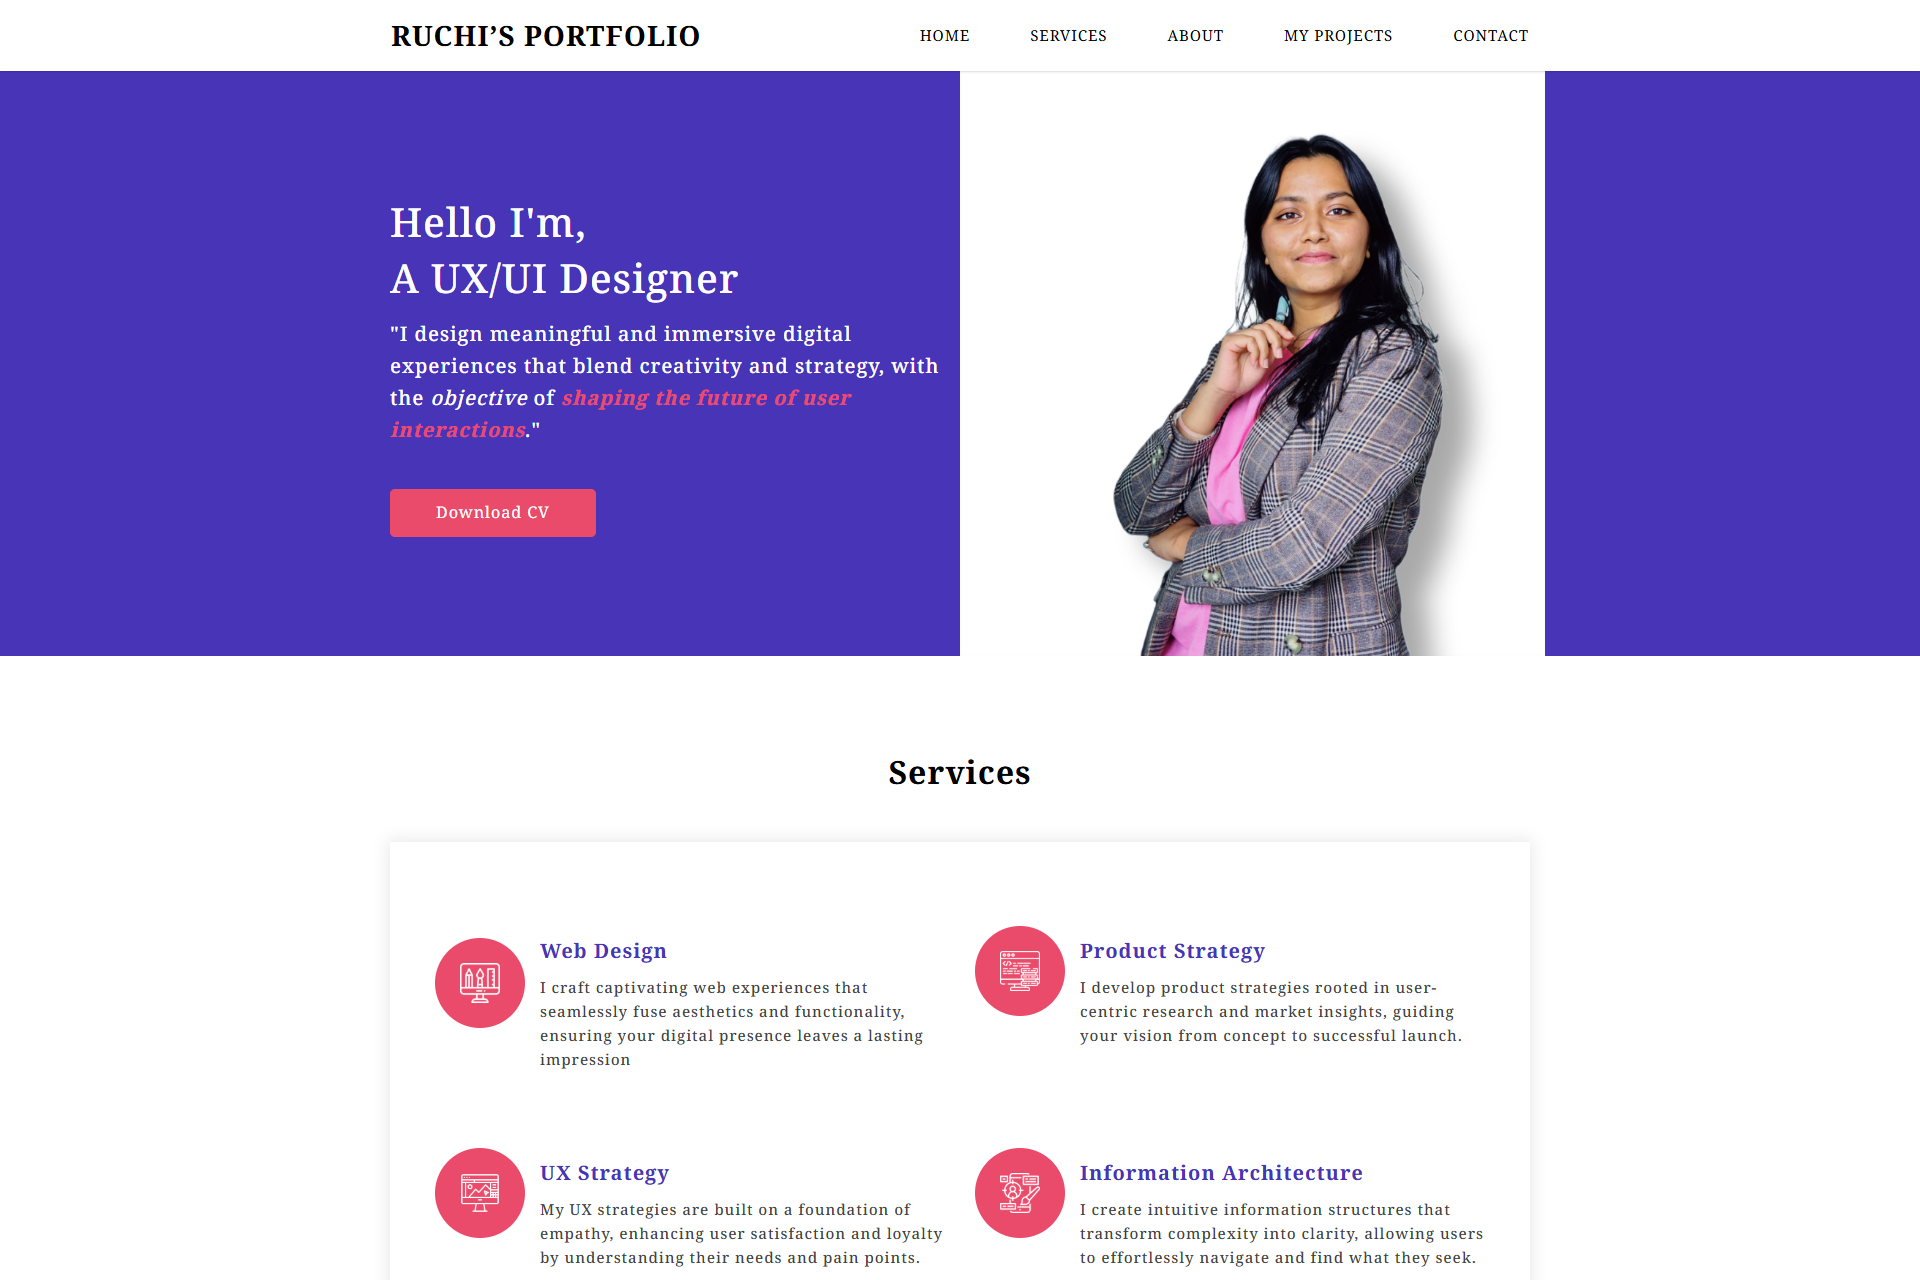 RUCHI’S PORTFOLIO
HOME SERVICES ABOUT MY PROJECTS CONTACT
Hello I'm,
A UX/UI Designer
"I design meaningful and immersive digital
experiences that blend creativity and strategy, with
the objective of shaping the future of user
interactions."
Download CV
Services
Web Design
I craft captivating web experiences that
seamlessly fuse aesthetics and functionality,
ensuring your digital presence leaves a lasting
impression
Product Strategy
I develop product strategies rooted in user-
centric research and market insights, guiding
your vision from concept to successful launch.
UX Strategy
My UX strategies are built on a foundation of
empathy, enhancing user satisfaction and loyalty
by understanding their needs and pain points.
Information Architecture
I create intuitive information structures that
transform complexity into clarity, allowing users
to effortlessly navigate and find what they seek.